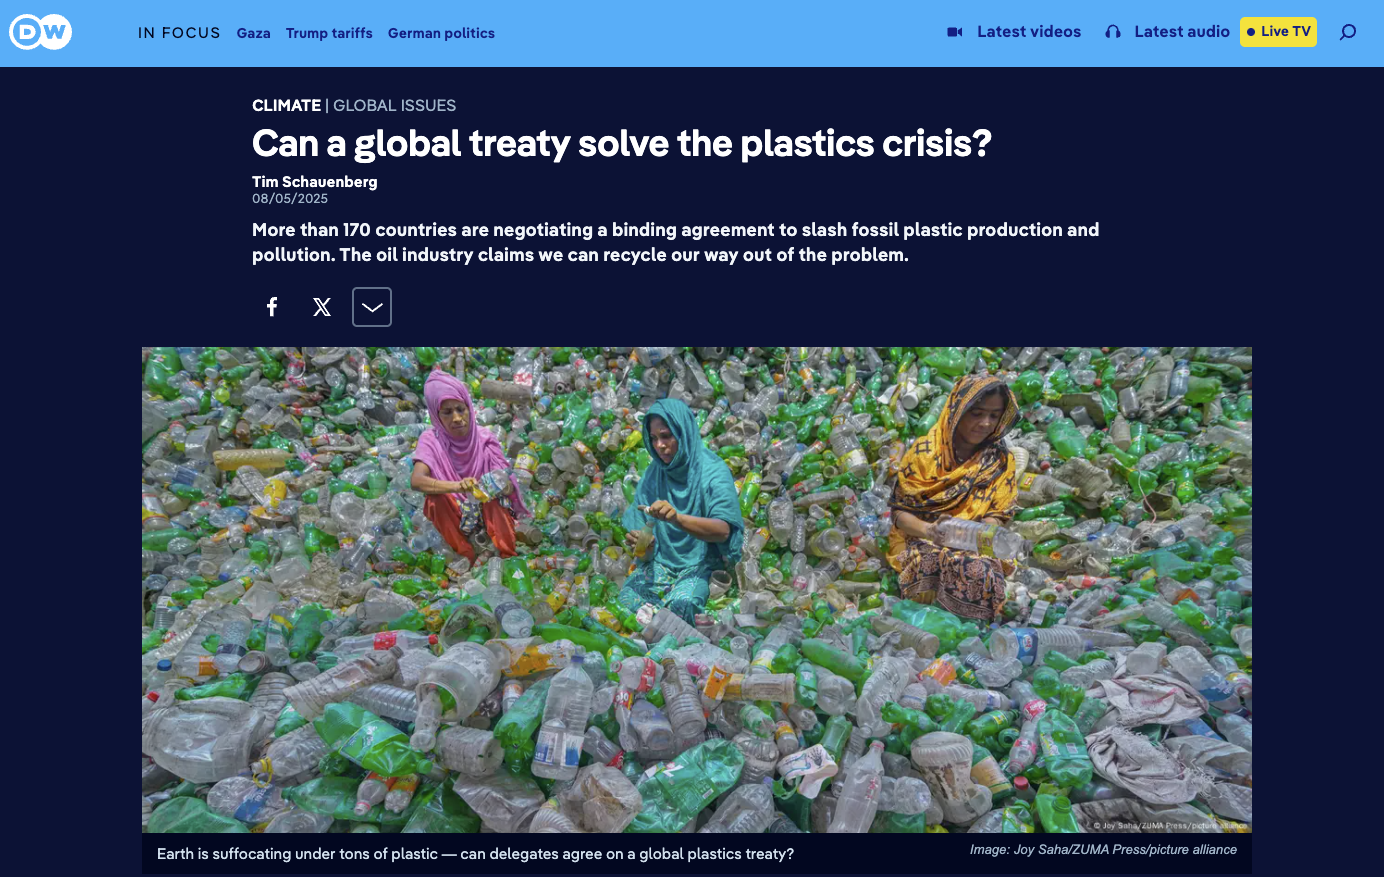 DW
IN FOCUS Gaza Trump tariffs German politics Latest videos Latest audio Live TV
CLIMATE | GLOBAL ISSUES
Can a global treaty solve the plastics crisis?
Tim Schauenberg
08/05/2025
More than 170 countries are negotiating a binding agreement to slash fossil plastic production and
pollution. The oil industry claims we can recycle our way out of the problem.
© Joy Saha/ZUMA Press/picture alliance
Earth is suffocating under tons of plastic — can delegates agree on a global plastics treaty?
Image: Joy Saha/ZUMA Press/picture alliance